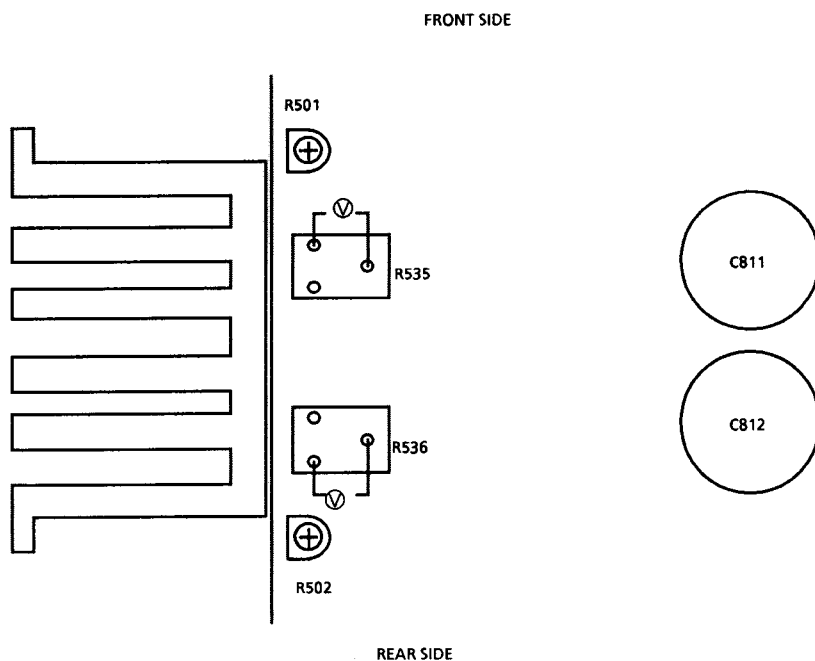 FRONT SIDE
R501
V
R535
C811
R536
C812
V
R502
REAR SIDE